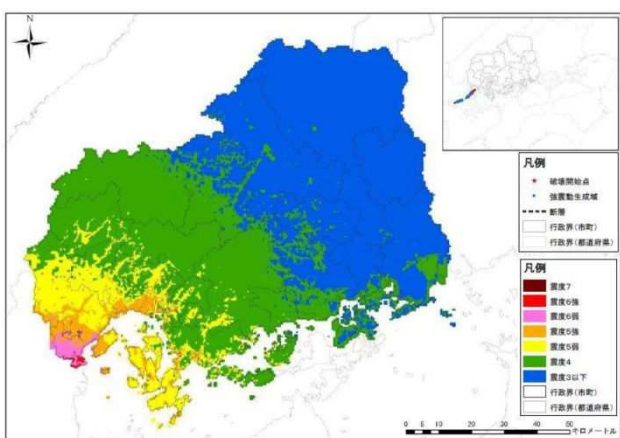 N
凡例
破壊開始点
強震動生成域
断層
行政界(市町)
行政界(都道府県)
凡例
震度7
震度6強
震度6弱
震度5強
震度5弱
震度4
震度3以下
行政界(市町)
行政界(都道府県)
0 5 10 20 30 40 50
キロメートル